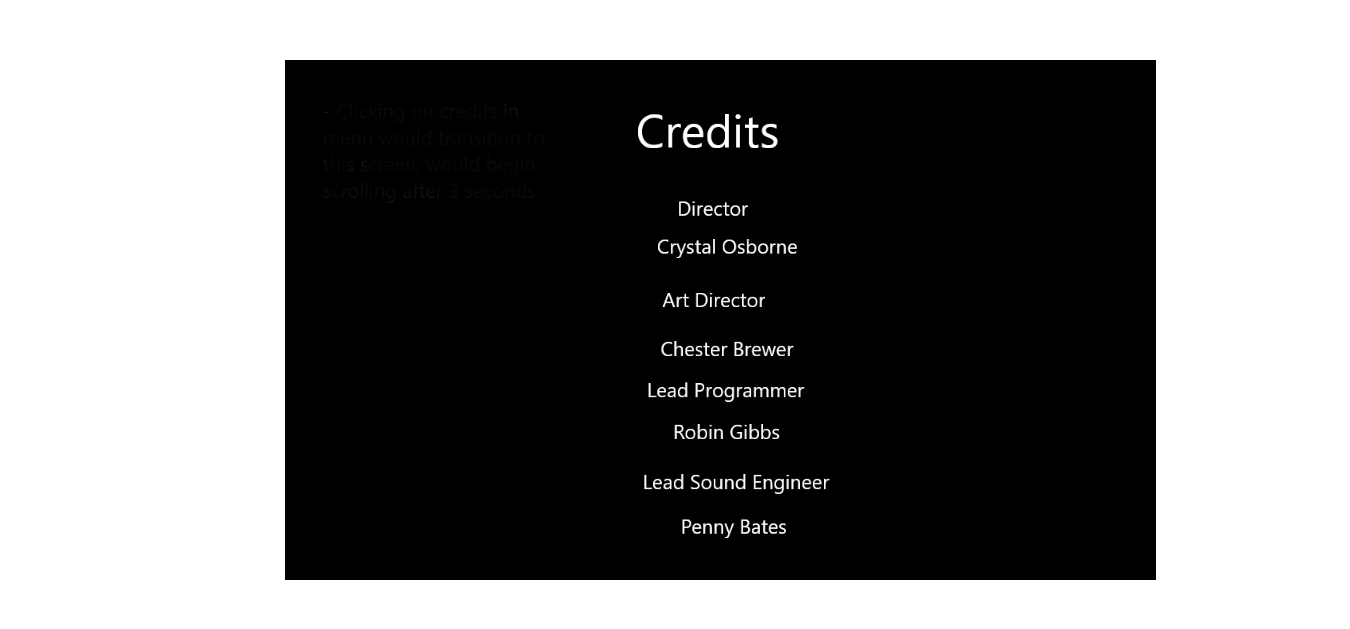 - Clicking on credits in
menu would transition to
this screen, would begin
scrolling after 3 seconds
Credits
Director
Crystal Osborne
Art Director
Chester Brewer
Lead Programmer
Robin Gibbs
Lead Sound Engineer
Penny Bates